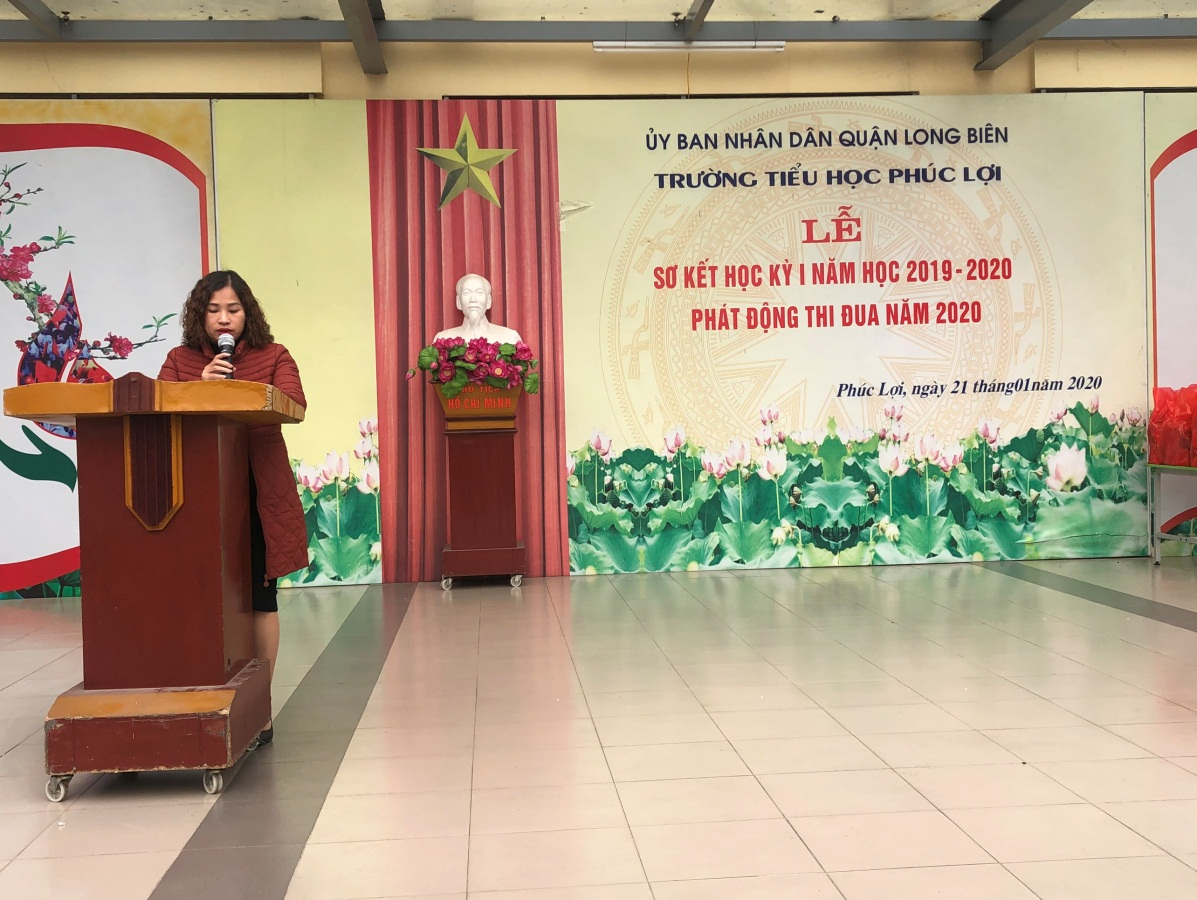 ỦY BAN NHÂN DÂN QUẬN LONG BIÊN
TRƯỜNG TIỂU HỌC PHÚC LỢI
LỄ
SƠ KẾT HỌC KỲ I NĂM HỌC 2019-2020
PHÁT ĐỘNG THI ĐUA NĂM 2020
Phúc Lợi, ngày 21 tháng01năm 2020
HỒ CHÍ MINH